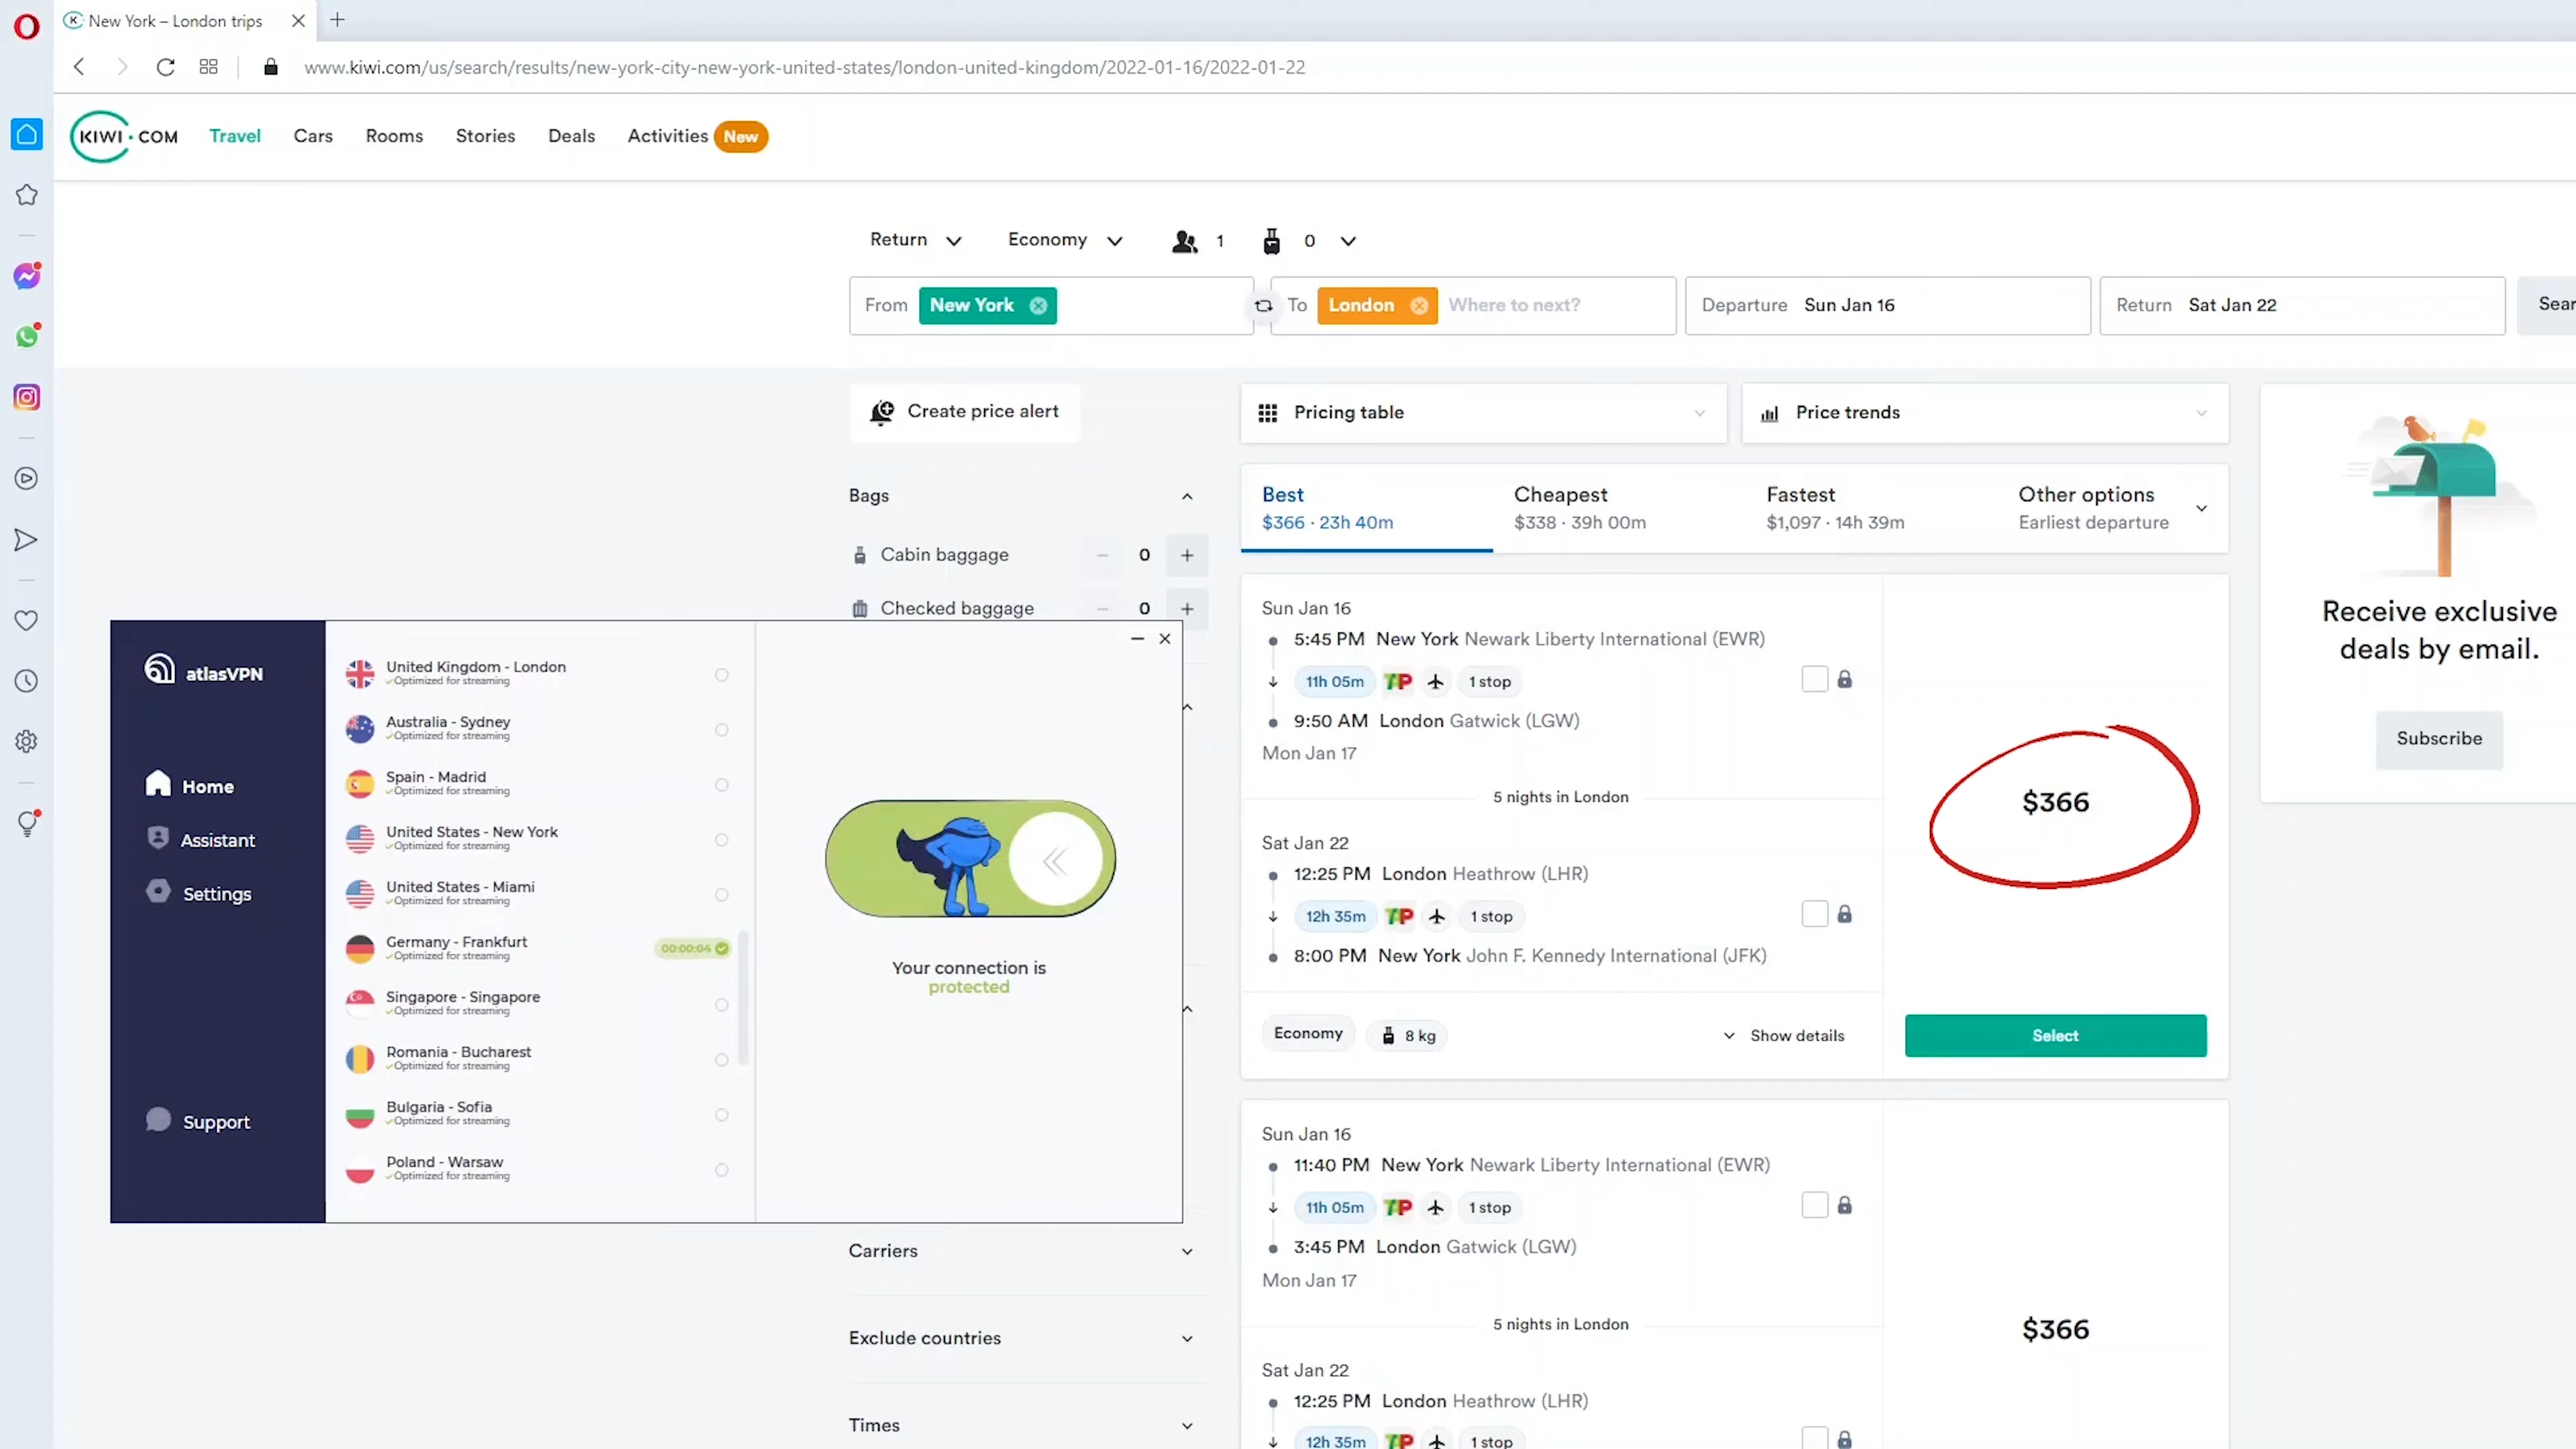 New York – London trips
www.kiwi.com/us/search/results/new-york-city-new-york-united-states/london-united-kingdom/2022-01-16/2022-01-22
KIWI.COM Travel Cars Rooms Stories Deals Activities New
Return Economy 1 0
From New York To London Where to next? Departure Sun Jan 16 Return Sat Jan 22
Create price alert
Pricing table
Price trends
Bags
Cabin baggage 0
Checked baggage 0
Best
$366 · 23h 40m
Cheapest
$338 · 39h 00m
Fastest
$1,097 · 14h 39m
Other options
Earliest departure
Receive exclusive
deals by email.
Subscribe
atlasVPN
Home
Assistant
Settings
Support
United Kingdom - London
Optimized for streaming
Australia - Sydney
Optimized for streaming
Spain - Madrid
Optimized for streaming
United States - New York
Optimized for streaming
United States - Miami
Optimized for streaming
Germany - Frankfurt
Optimized for streaming
00:00:04
Singapore - Singapore
Optimized for streaming
Romania - Bucharest
Optimized for streaming
Bulgaria - Sofia
Optimized for streaming
Poland - Warsaw
Optimized for streaming
Your connection is
protected
Carriers
Exclude countries
Times
Sun Jan 16
5:45 PM New York Newark Liberty International (EWR)
11h 05m TP 1 stop
9:50 AM London Gatwick (LGW)
Mon Jan 17
5 nights in London
Sat Jan 22
12:25 PM London Heathrow (LHR)
12h 35m TP 1 stop
8:00 PM New York John F. Kennedy International (JFK)
Economy 8 kg Show details
$366
Select
Sun Jan 16
11:40 PM New York Newark Liberty International (EWR)
11h 05m TP 1 stop
3:45 PM London Gatwick (LGW)
Mon Jan 17
5 nights in London
Sat Jan 22
12:25 PM London Heathrow (LHR)
12h 35m TP 1 stop
$366